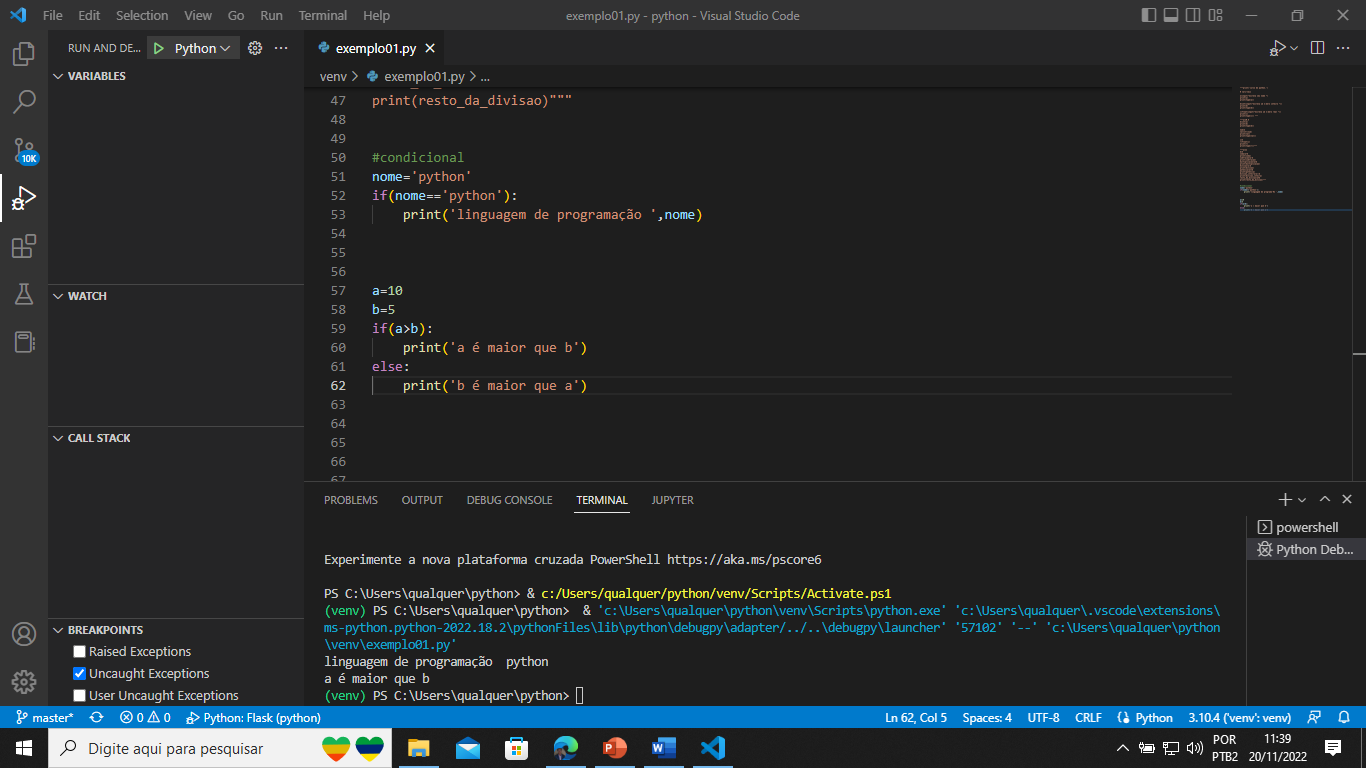 File Edit Selection View Go Run Terminal Help exemplo01.py - python - Visual Studio Code
RUN AND DE... Python
VARIABLES
WATCH
CALL STACK
BREAKPOINTS
Raised Exceptions
Uncaught Exceptions
User Uncaught Exceptions
10K
exemplo01.py
venv > exemplo01.py > ...
47 print(resto_da_divisao)"""
48
49
50 #condicional
51 nome='python'
52 if(nome=='python'):
53 print('linguagem de programação ',nome)
54
55
56
57 a=10
58 b=5
59 if(a>b):
60 print('a é maior que b')
61 else:
62 print('b é maior que a')
63
64
65
66
67
PROBLEMS OUTPUT DEBUG CONSOLE TERMINAL JUPYTER
powershell
Python Deb...
Experimente a nova plataforma cruzada PowerShell https://aka.ms/pscore6
PS C:\Users\qualquer\python> & c:/Users/qualquer/python/venv/Scripts/Activate.ps1
(venv) PS C:\Users\qualquer\python>  & 'c:\Users\qualquer\python\venv\Scripts\python.exe' 'c:\Users\qualquer\.vscode\extensions\
ms-python.python-2022.18.2\pythonFiles\lib\python\debugpy\adapter/../..\debugpy\launcher' '57102' '--' 'c:\Users\qualquer\python
\venv\exemplo01.py'
linguagem de programação  python
a é maior que b
(venv) PS C:\Users\qualquer\python>
master* 0 0 Python: Flask (python) Ln 62, Col 5 Spaces: 4 UTF-8 CRLF Python 3.10.4 ('venv': venv)
Digite aqui para pesquisar
POR
PTB2
11:39
20/11/2022